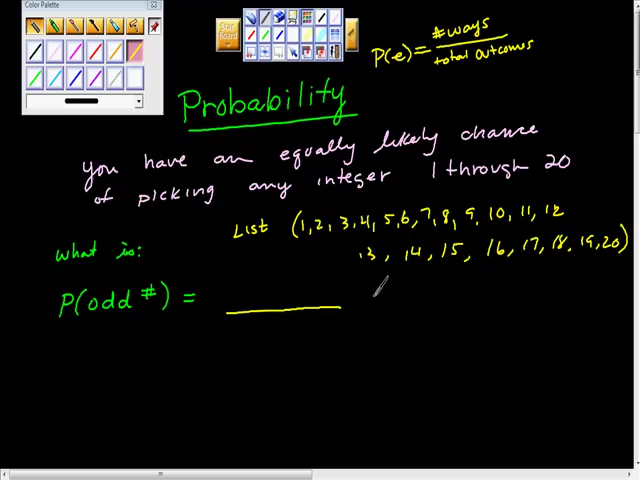 Color Palette
Star
Board
P(e) = # ways
total outcomes
Probability
you have an equally likely chance
of picking any integer 1 through 20
List (1, 2, 3, 4, 5, 6, 7, 8, 9, 10, 11, 12
13, 14, 15, 16, 17, 18, 19, 20)
what is:
P(odd #) =